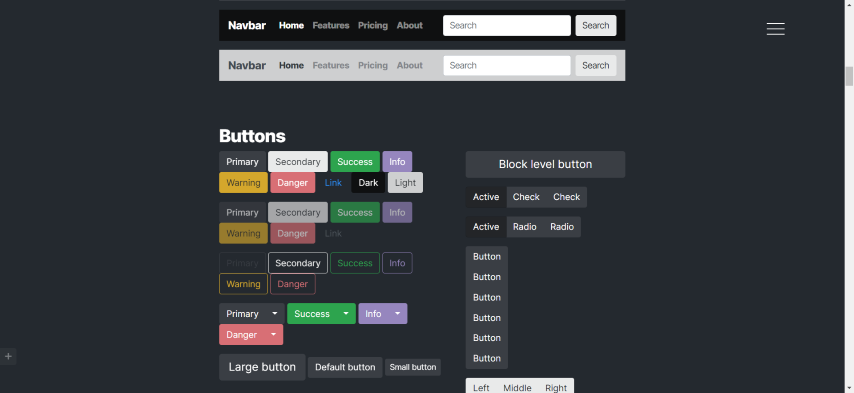 Navbar Home Features Pricing About Search Search
Navbar Home Features Pricing About Search Search
Buttons
Primary Secondary Success Info
Warning Danger Link Dark Light
Primary Secondary Success Info
Warning Danger Link
Primary Secondary Success Info
Warning Danger
Primary Success Info
Danger
Large button Default button Small button
Block level button
Active Check Check
Active Radio Radio
Button
Button
Button
Button
Button
Button
Left Middle Right